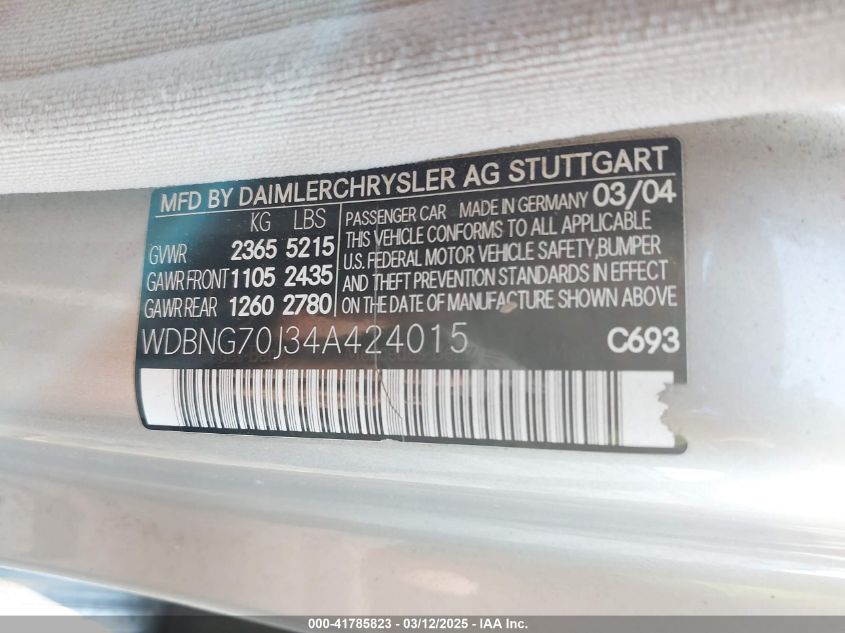 MFD BY DAIMLERCHRYSLER AG STUTTGART
KG LBS
GVWR 2365 5215
GAWR FRONT 1105 2435
GAWR REAR 1260 2780
PASSENGER CAR MADE IN GERMANY 03/04
THIS VEHICLE CONFORMS TO ALL APPLICABLE
U.S. FEDERAL MOTOR VEHICLE SAFETY, BUMPER
AND THEFT PREVENTION STANDARDS IN EFFECT
ON THE DATE OF MANUFACTURE SHOWN ABOVE
WDBNG70J34A424015 C693
000-41785823 - 03/12/2025 - IAA Inc.